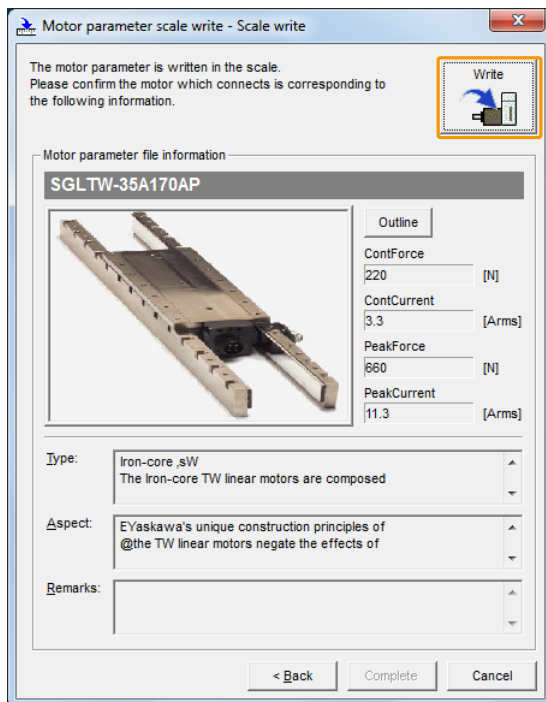 Motor parameter scale write - Scale write
The motor parameter is written in the scale.
Please confirm the motor which connects is corresponding to
the following information.
Write
Motor parameter file information
SGLTW-35A170AP
Outline
ContForce
220 [N]
ContCurrent
3.3 [Arms]
PeakForce
660 [N]
PeakCurrent
11.3 [Arms]
Type:
Iron-core ,sW
The Iron-core TW linear motors are composed
Aspect:
EYaskawa's unique construction principles of
@the TW linear motors negate the effects of
Remarks:
< Back
Complete
Cancel